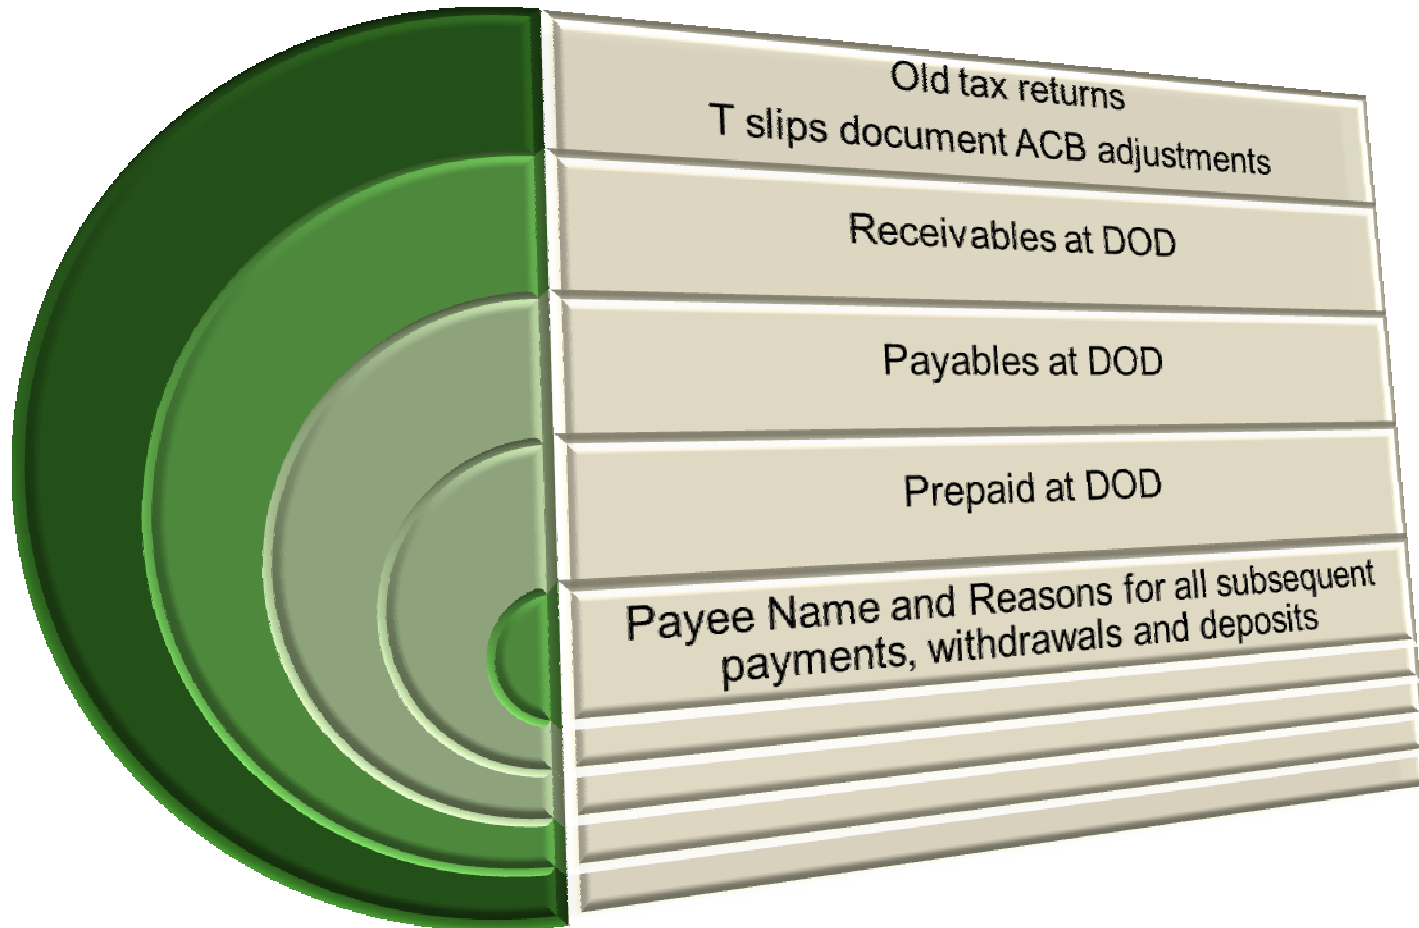 Old tax returns
T slips document ACB adjustments
Receivables at DOD
Payables at DOD
Prepaid at DOD
Payee Name and Reasons for all subsequent
payments, withdrawals and deposits